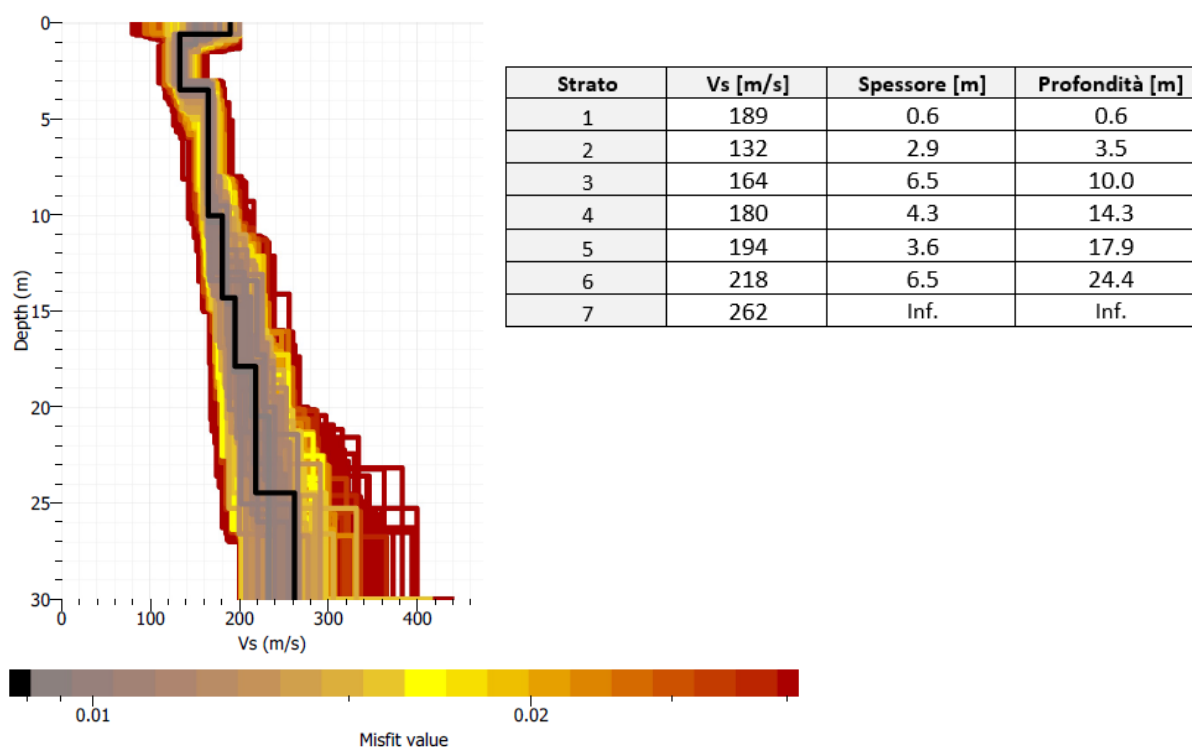 0
5
10
15
20
25
30
Depth (m)
0 100 200 300 400
Vs (m/s)
0.01 0.02
Misfit value
Strato Vs [m/s] Spessore [m] Profondità [m]
1 189 0.6 0.6
2 132 2.9 3.5
3 164 6.5 10.0
4 180 4.3 14.3
5 194 3.6 17.9
6 218 6.5 24.4
7 262 Inf. Inf.